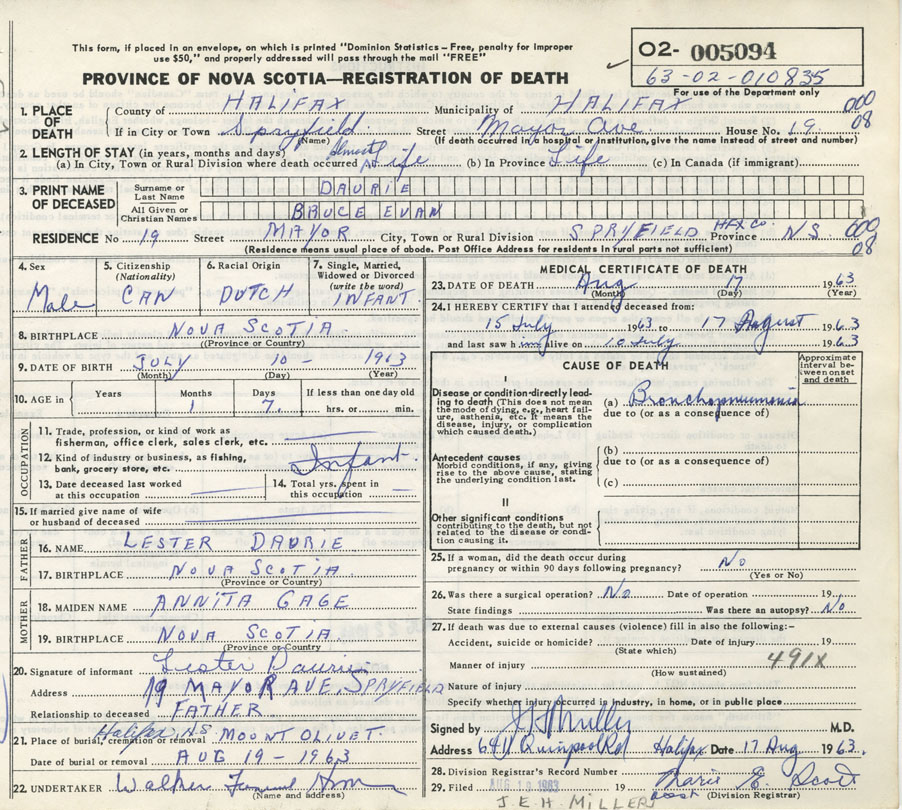 This form, if placed in an envelope, on which is printed "Dominion Statistics – Free, penalty for improper
use $50," and properly addressed will pass through the mail "FREE"
PROVINCE OF NOVA SCOTIA—REGISTRATION OF DEATH
O2- 005094
63-02-010835
For use of the Department only
1. PLACE OF DEATH County of HALIFAX Municipality of HALIFAX 000
If in City or Town Spryfield (Name) Street Mayor Ave. House No. 19 08
(If death occurred in a hospital or institution, give the name instead of street and number)
2. LENGTH OF STAY (in years, months and days)
(a) In City, Town or Rural Division where death occurred almost Life (b) In Province Life (c) In Canada (if immigrant)
3. PRINT NAME OF DECEASED Surname or Last Name DAURIE
All Given or Christian Names BRUCE EVAN
RESIDENCE No 19 Street MAYOR City, Town or Rural Division SPRYFIELD HFX CO. Province N.S. 000 08
(Residence means usual place of abode. Post Office Address for residents in rural parts not sufficient)
4. Sex Male
5. Citizenship (Nationality) CAN
6. Racial Origin DUTCH
7. Single, Married, Widowed or Divorced (write the word) INFANT
8. BIRTHPLACE NOVA SCOTIA
(Province or Country)
9. DATE OF BIRTH JULY 10 - 1963
(Month) (Day) (Year)
10. AGE in Years Months 1 Days 7. If less than one day old hrs. or min.
OCCUPATION
11. Trade, profession, or kind of work as fisherman, office clerk, sales clerk, etc.
12. Kind of industry or business, as fishing, bank, grocery store, etc. Infant.
13. Date deceased last worked at this occupation
14. Total yrs. spent in this occupation
15. If married give name of wife or husband of deceased
FATHER
16. NAME LESTER DAURIE
17. BIRTHPLACE NOVA SCOTIA
(Province or Country)
MOTHER
18. MAIDEN NAME ANNITA GAGE
19. BIRTHPLACE NOVA SCOTIA
(Province or Country)
20. Signature of informant Lester Daurie
Address 19 MAYOR AVE, SPRYFIELD
Relationship to deceased FATHER
21. Place of burial, cremation or removal Halifax N.S. MOUNT OLIVET.
Date of burial or removal AUG 19 - 1963
22. UNDERTAKER Walker Funeral Hom
(Name and address)
MEDICAL CERTIFICATE OF DEATH
23. DATE OF DEATH Aug 17 1963
(Month) (Day) (Year)
24. I HEREBY CERTIFY that I attended deceased from:
15 July 1963 to 17 August 1963
and last saw him alive on 1963
CAUSE OF DEATH
Approximate interval between onset and death
I
Disease or condition directly leading to death (This does not mean the mode of dying, e.g., heart failure, asthenia, etc. It means the disease, injury, or complication which caused death.)
(a) Bronchopneumonia
due to (or as a consequence of)
Antecedent causes
Morbid conditions, if any, giving rise to the above cause, stating the underlying condition last.
(b)
due to (or as a consequence of)
(c)
II
Other significant conditions contributing to the death, but not related to the disease or condition causing it.
25. If a woman, did the death occur during pregnancy or within 90 days following pregnancy? No
(Yes or No)
26. Was there a surgical operation? No Date of operation 19
State findings Was there an autopsy? No
27. If death was due to external causes (violence) fill in also the following:-
Accident, suicide or homicide? Date of injury 19
(State which)
Manner of injury 491X
(How sustained)
Nature of injury
Specify whether injury occurred in industry, in home, or in public place
Signed by M.D.
Address 6411 Quinpool Rd Halifax Date 17 Aug 1963.
28. Division Registrar's Record Number
29. Filed AUG 1963 19 Marie E Scott
(Division Registrar)
J. E. H. MILLER